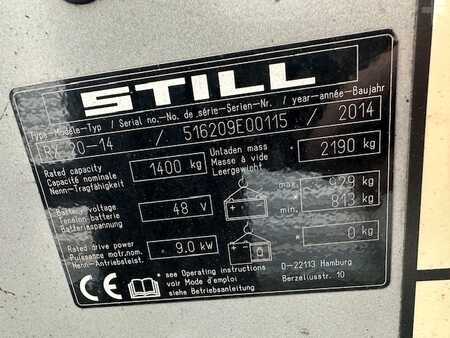 STILL
Type-Modèle-Typ / Serial no.-No. de série-Serien-Nr. / year-année-Baujahr
RX 20-14 / 516209E00115 / 2014
Rated capacity
Capacité nominale
Nenn-Tragfähigkeit
1400 kg
Unladen mass
Masse à vide
Leergewicht
2190 kg
Battery voltage
Tension batterie
Batteriespannung
48 V
max. 929 kg
min. 813 kg
Rated drive power
Puissance motr.nom.
Nenn-Antriebsleist.
9.0 kW
0 kg
CE
* see Operating instructions
voir Mode d'emploi
siehe Betriebsanleitung
D-22113 Hamburg
Berzeliusstr. 10